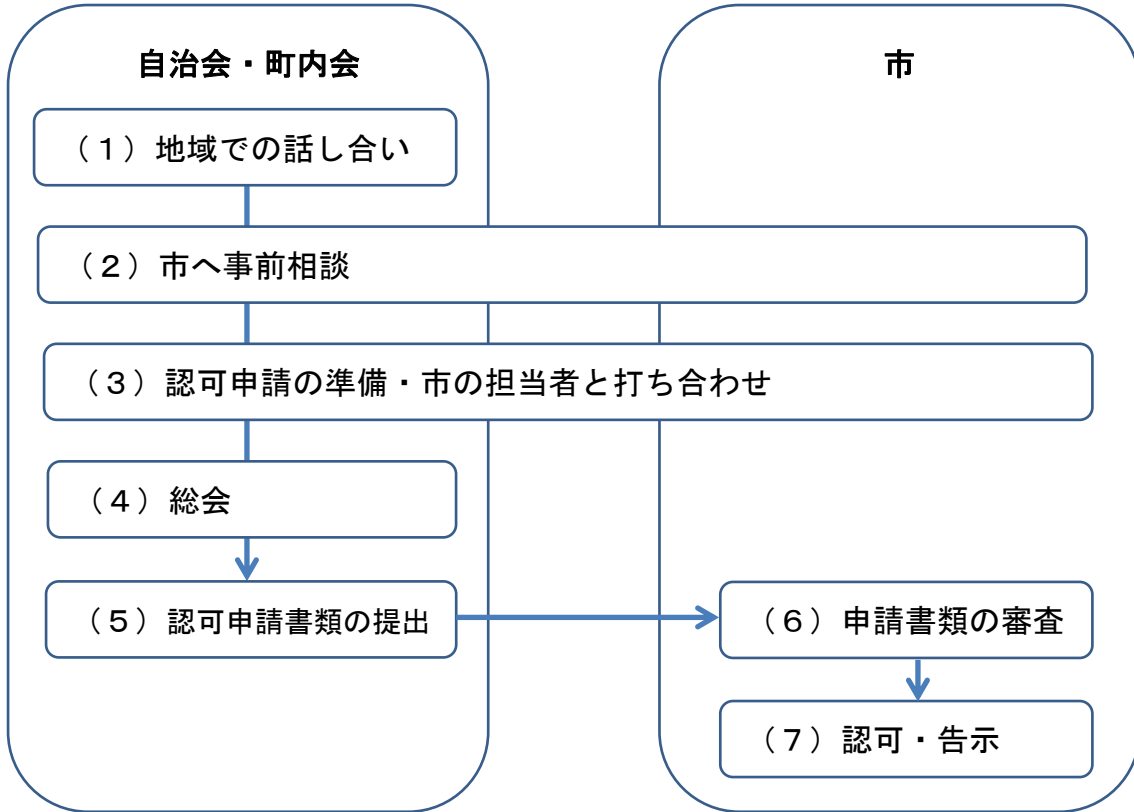 自治会・町内会
市
（１）地域での話し合い
（２）市へ事前相談
（３）認可申請の準備・市の担当者と打ち合わせ
（４）総会
（５）認可申請書類の提出
（６）申請書類の審査
（７）認可・告示